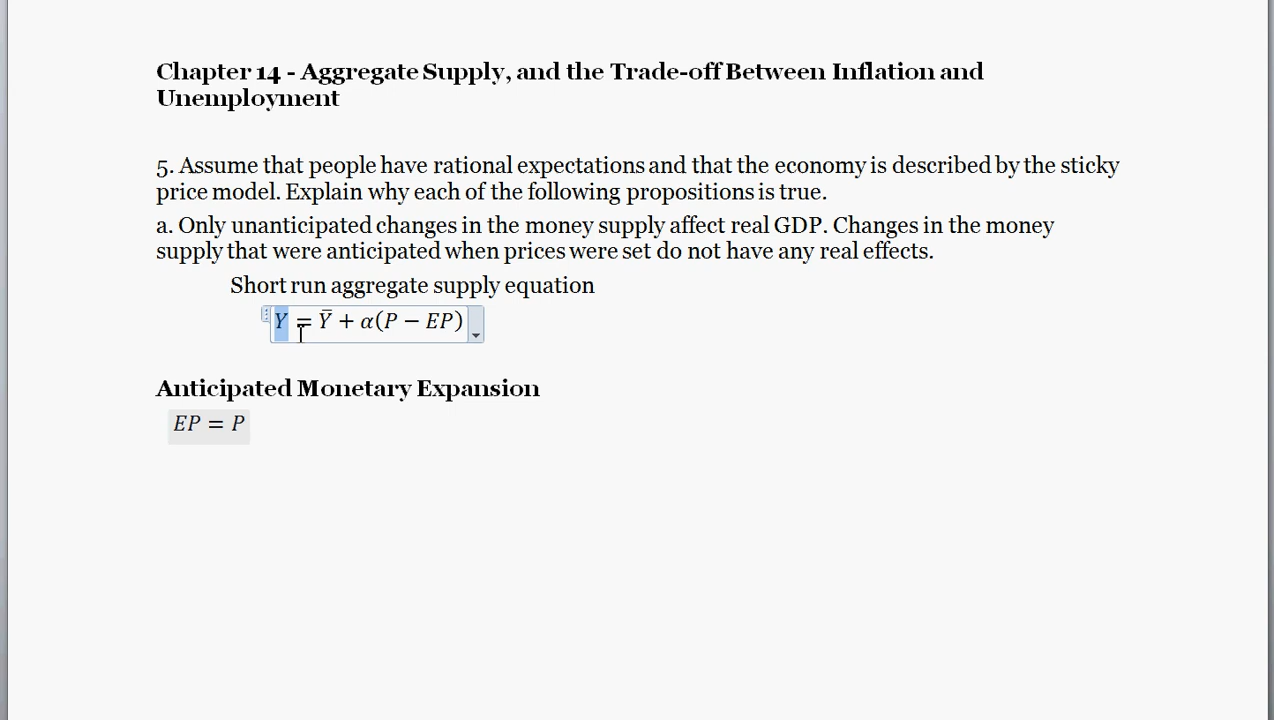 Chapter 14 - Aggregate Supply, and the Trade-off Between Inflation and
Unemployment
5. Assume that people have rational expectations and that the economy is described by the sticky
price model. Explain why each of the following propositions is true.
a. Only unanticipated changes in the money supply affect real GDP. Changes in the money
supply that were anticipated when prices were set do not have any real effects.
Short run aggregate supply equation
Y = Ȳ + α(P − EP)
Anticipated Monetary Expansion
EP = P